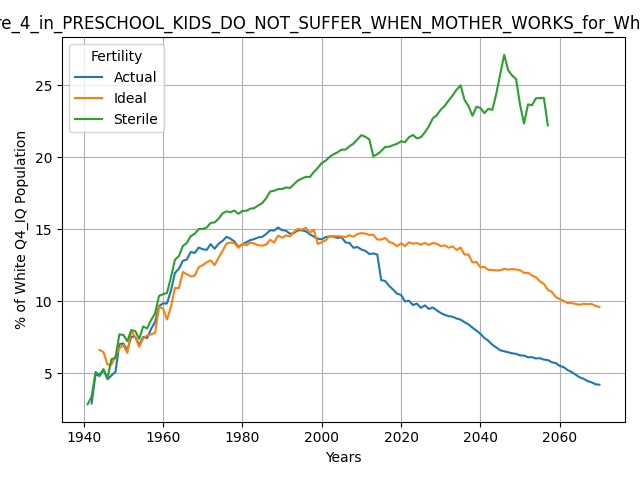 re_4_in_PRESCHOOL_KIDS_DO_NOT_SUFFER_WHEN_MOTHER_WORKS_for_Wh
Fertility
Actual
Ideal
Sterile
% of White Q4_IQ Population
25
20
15
10
5
1940 1960 1980 2000 2020 2040 2060
Years